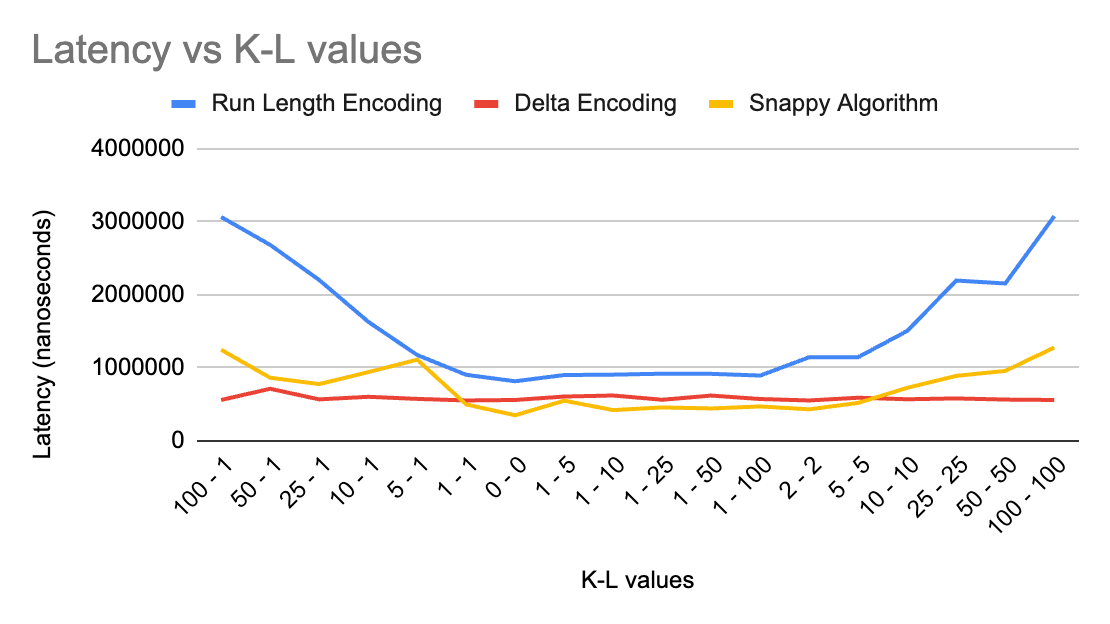 Latency vs K-L values
Run Length Encoding
Delta Encoding
Snappy Algorithm
4000000
3000000
2000000
1000000
0
Latency (nanoseconds)
100 - 1
50 - 1
25 - 1
10 - 1
5 - 1
1 - 1
0 - 0
1 - 5
1 - 10
1 - 25
1 - 50
1 - 100
2 - 2
5 - 5
10 - 10
25 - 25
50 - 50
100 - 100
K-L values